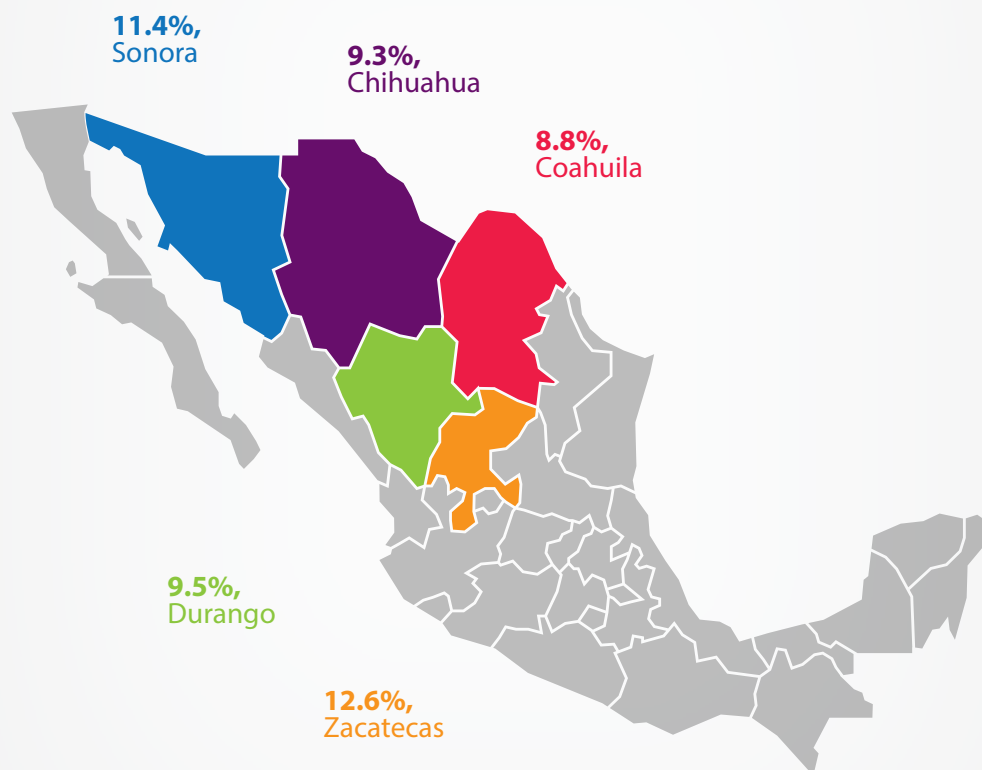 11.4%,
Sonora
9.3%,
Chihuahua
8.8%,
Coahuila
9.5%,
Durango
12.6%,
Zacatecas